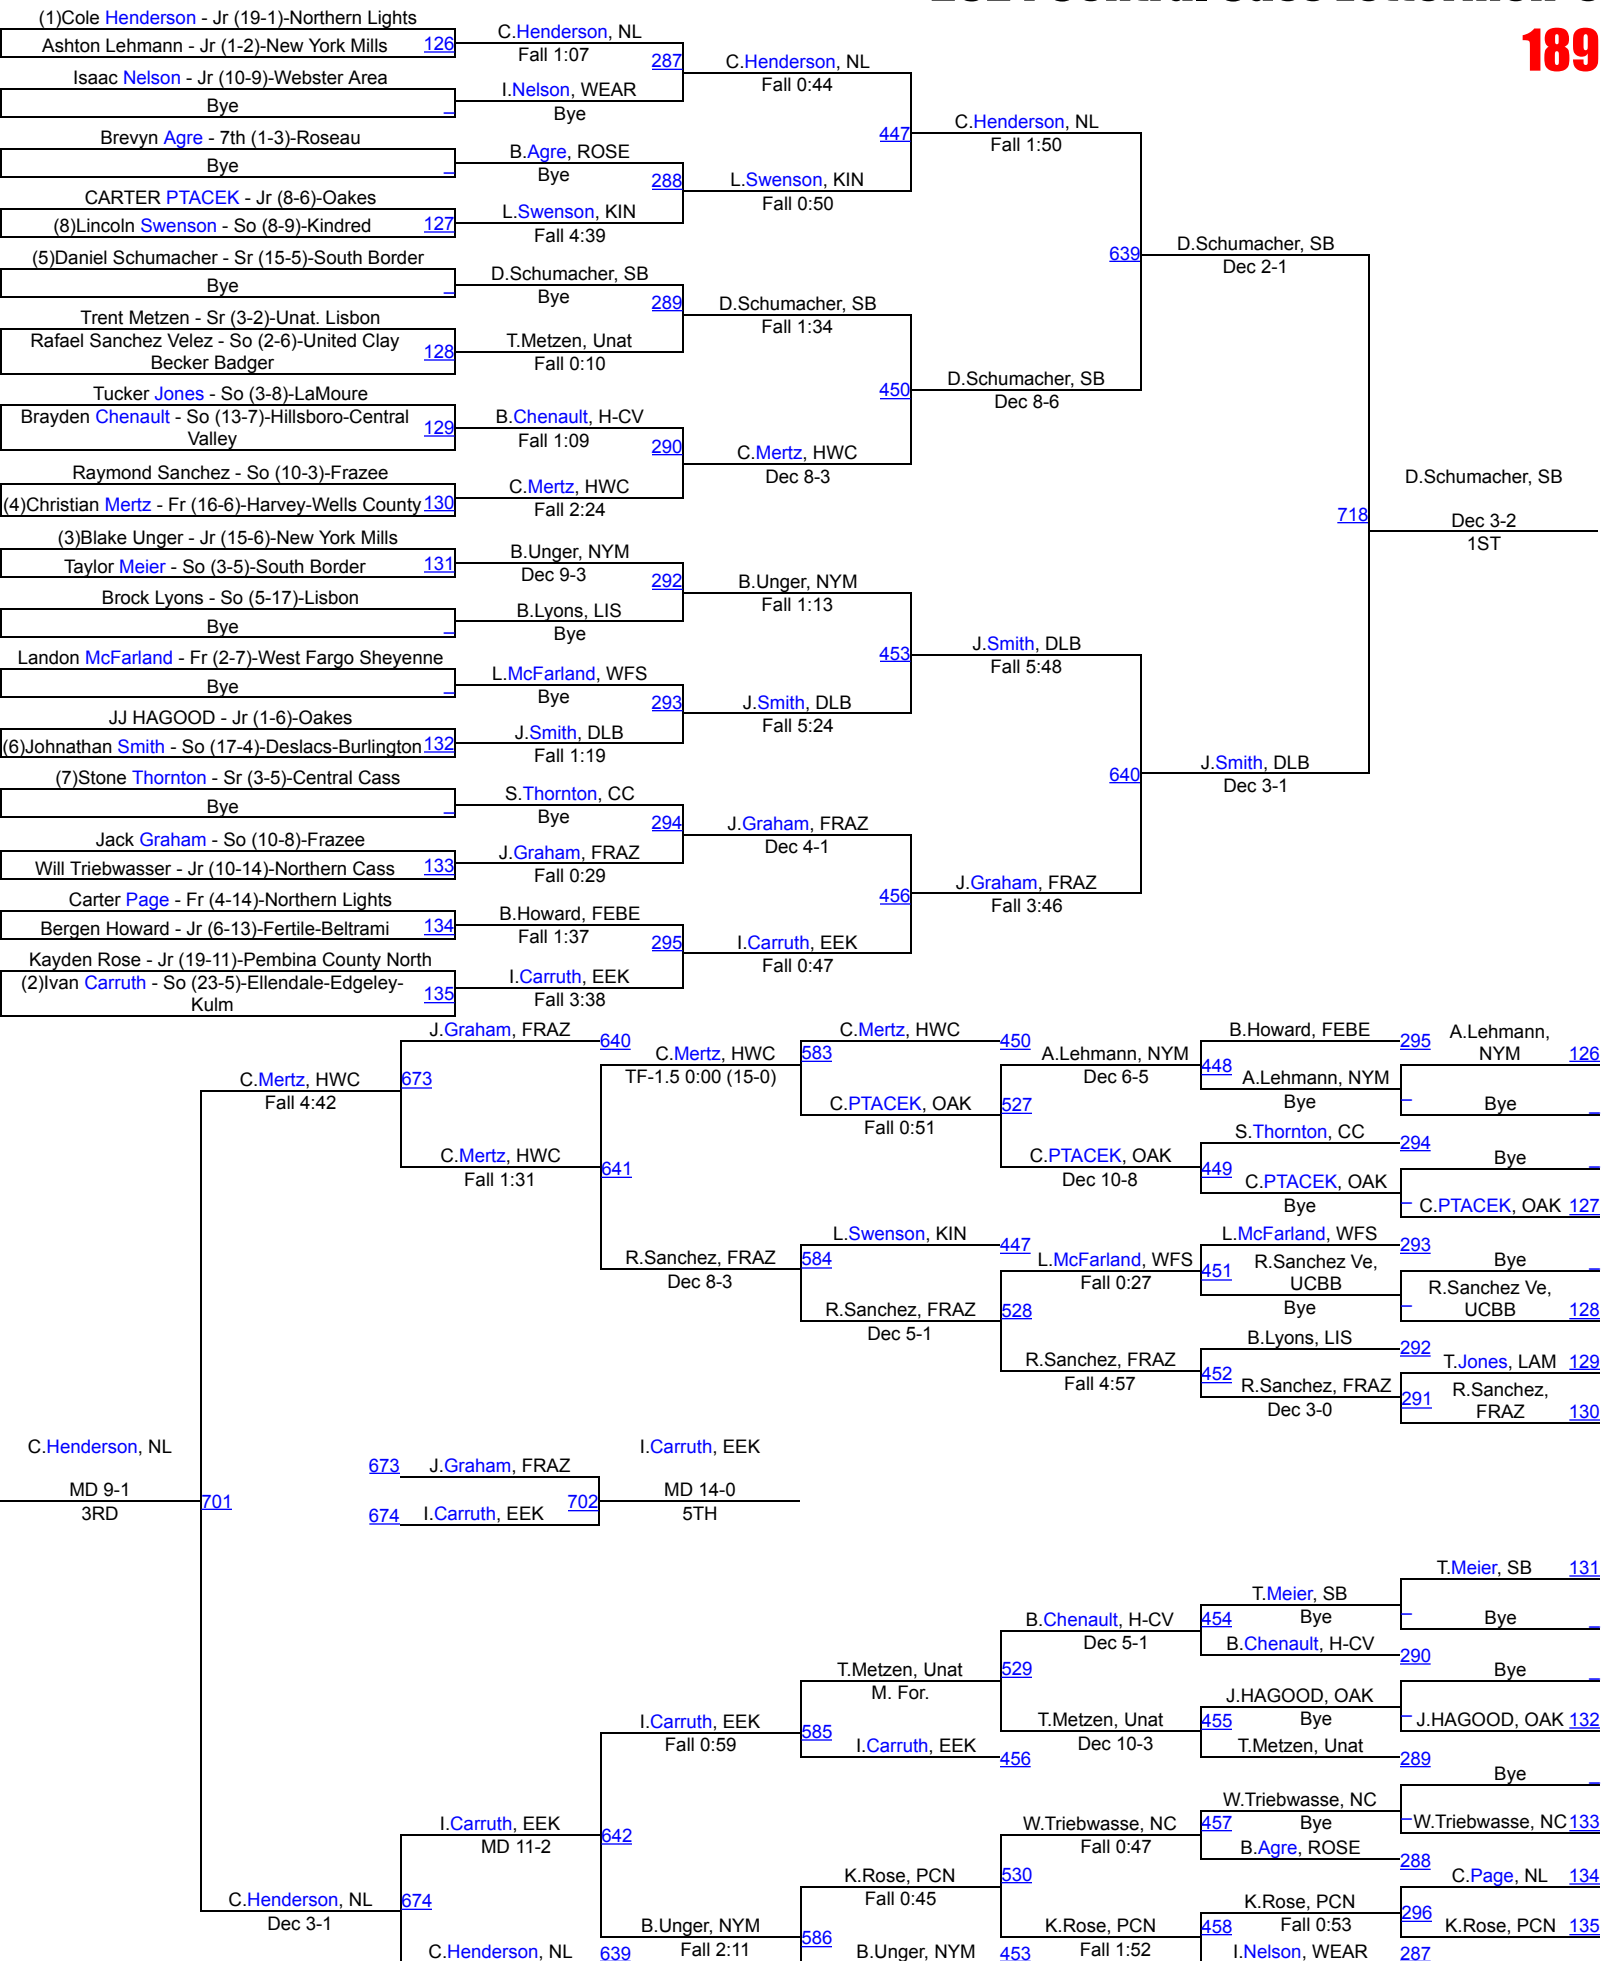 189
(1)Cole Henderson - Jr (19-1)-Northern Lights
Ashton Lehmann - Jr (1-2)-New York Mills
126
Isaac Nelson - Jr (10-9)-Webster Area
Bye
Brevyn Agre - 7th (1-3)-Roseau
Bye
CARTER PTACEK - Jr (8-6)-Oakes
(8)Lincoln Swenson - So (8-9)-Kindred
127
(5)Daniel Schumacher - Sr (15-5)-South Border
Bye
Trent Metzen - Sr (3-2)-Unat. Lisbon
Rafael Sanchez Velez - So (2-6)-United Clay
Becker Badger
128
Tucker Jones - So (3-8)-LaMoure
Brayden Chenault - So (13-7)-Hillsboro-Central
Valley
129
Raymond Sanchez - So (10-3)-Frazee
(4)Christian Mertz - Fr (16-6)-Harvey-Wells County
130
(3)Blake Unger - Jr (15-6)-New York Mills
Taylor Meier - So (3-5)-South Border
131
Brock Lyons - So (5-17)-Lisbon
Bye
Landon McFarland - Fr (2-7)-West Fargo Sheyenne
Bye
JJ HAGOOD - Jr (1-6)-Oakes
(6)Johnathan Smith - So (17-4)-Deslacs-Burlington
132
(7)Stone Thornton - Sr (3-5)-Central Cass
Bye
Jack Graham - So (10-8)-Frazee
Will Triebwasser - Jr (10-14)-Northern Cass
133
Carter Page - Fr (4-14)-Northern Lights
Bergen Howard - Jr (6-13)-Fertile-Beltrami
134
Kayden Rose - Jr (19-11)-Pembina County North
(2)Ivan Carruth - So (23-5)-Ellendale-Edgeley-
Kulm
135
C.Henderson, NL
Fall 1:07
287
I.Nelson, WEAR
Bye
B.Agre, ROSE
Bye
288
L.Swenson, KIN
Fall 4:39
D.Schumacher, SB
Bye
289
T.Metzen, Unat
Fall 0:10
B.Chenault, H-CV
Fall 1:09
290
C.Mertz, HWC
Fall 2:24
B.Unger, NYM
Dec 9-3
292
B.Lyons, LIS
Bye
L.McFarland, WFS
Bye
293
J.Smith, DLB
Fall 1:19
S.Thornton, CC
Bye
294
J.Graham, FRAZ
Fall 0:29
B.Howard, FEBE
Fall 1:37
295
I.Carruth, EEK
Fall 3:38
C.Henderson, NL
Fall 0:44
447
L.Swenson, KIN
Fall 0:50
D.Schumacher, SB
Fall 1:34
450
C.Mertz, HWC
Dec 8-3
B.Unger, NYM
Fall 1:13
453
J.Smith, DLB
Fall 5:24
J.Graham, FRAZ
Dec 4-1
456
I.Carruth, EEK
Fall 0:47
C.Henderson, NL
Fall 1:50
639
D.Schumacher, SB
Dec 8-6
J.Smith, DLB
Fall 5:48
640
J.Graham, FRAZ
Fall 3:46
D.Schumacher, SB
Dec 2-1
718
J.Smith, DLB
Dec 3-1
D.Schumacher, SB
Dec 3-2
1ST
J.Graham, FRAZ
640
C.Mertz, HWC
Fall 4:42
673
C.Mertz, HWC
Fall 1:31
641
C.Mertz, HWC
TF-1.5 0:00 (15-0)
583
R.Sanchez, FRAZ
Dec 8-3
584
C.Mertz, HWC
450
C.PTACEK, OAK
Fall 0:51
527
L.Swenson, KIN
447
R.Sanchez, FRAZ
Dec 5-1
528
A.Lehmann, NYM
Dec 6-5
448
C.PTACEK, OAK
Dec 10-8
449
L.McFarland, WFS
Fall 0:27
451
R.Sanchez, FRAZ
Fall 4:57
452
B.Howard, FEBE
295
A.Lehmann, NYM
Bye
S.Thornton, CC
294
C.PTACEK, OAK
Bye
L.McFarland, WFS
293
R.Sanchez Ve,
UCBB
Bye
B.Lyons, LIS
292
R.Sanchez, FRAZ
Dec 3-0
291
A.Lehmann,
NYM
126
Bye
Bye
C.PTACEK, OAK
127
Bye
R.Sanchez Ve,
UCBB
128
T.Jones, LAM
129
R.Sanchez,
FRAZ
130
C.Henderson, NL
MD 9-1
3RD
701
673
J.Graham, FRAZ
674
I.Carruth, EEK
702
I.Carruth, EEK
MD 14-0
5TH
C.Henderson, NL
Dec 3-1
674
I.Carruth, EEK
MD 11-2
642
C.Henderson, NL
639
I.Carruth, EEK
Fall 0:59
585
B.Unger, NYM
Fall 2:11
586
T.Metzen, Unat
M. For.
529
I.Carruth, EEK
456
K.Rose, PCN
Fall 0:45
530
B.Unger, NYM
453
B.Chenault, H-CV
Dec 5-1
454
T.Metzen, Unat
Dec 10-3
455
W.Triebwasse, NC
Fall 0:47
457
K.Rose, PCN
Fall 1:52
458
T.Meier, SB
Bye
B.Chenault, H-CV
290
J.HAGOOD, OAK
Bye
T.Metzen, Unat
289
W.Triebwasse, NC
Bye
B.Agre, ROSE
288
K.Rose, PCN
Fall 0:53
296
I.Nelson, WEAR
287
T.Meier, SB
131
Bye
Bye
J.HAGOOD, OAK
132
Bye
W.Triebwasse, NC
133
C.Page, NL
134
K.Rose, PCN
135